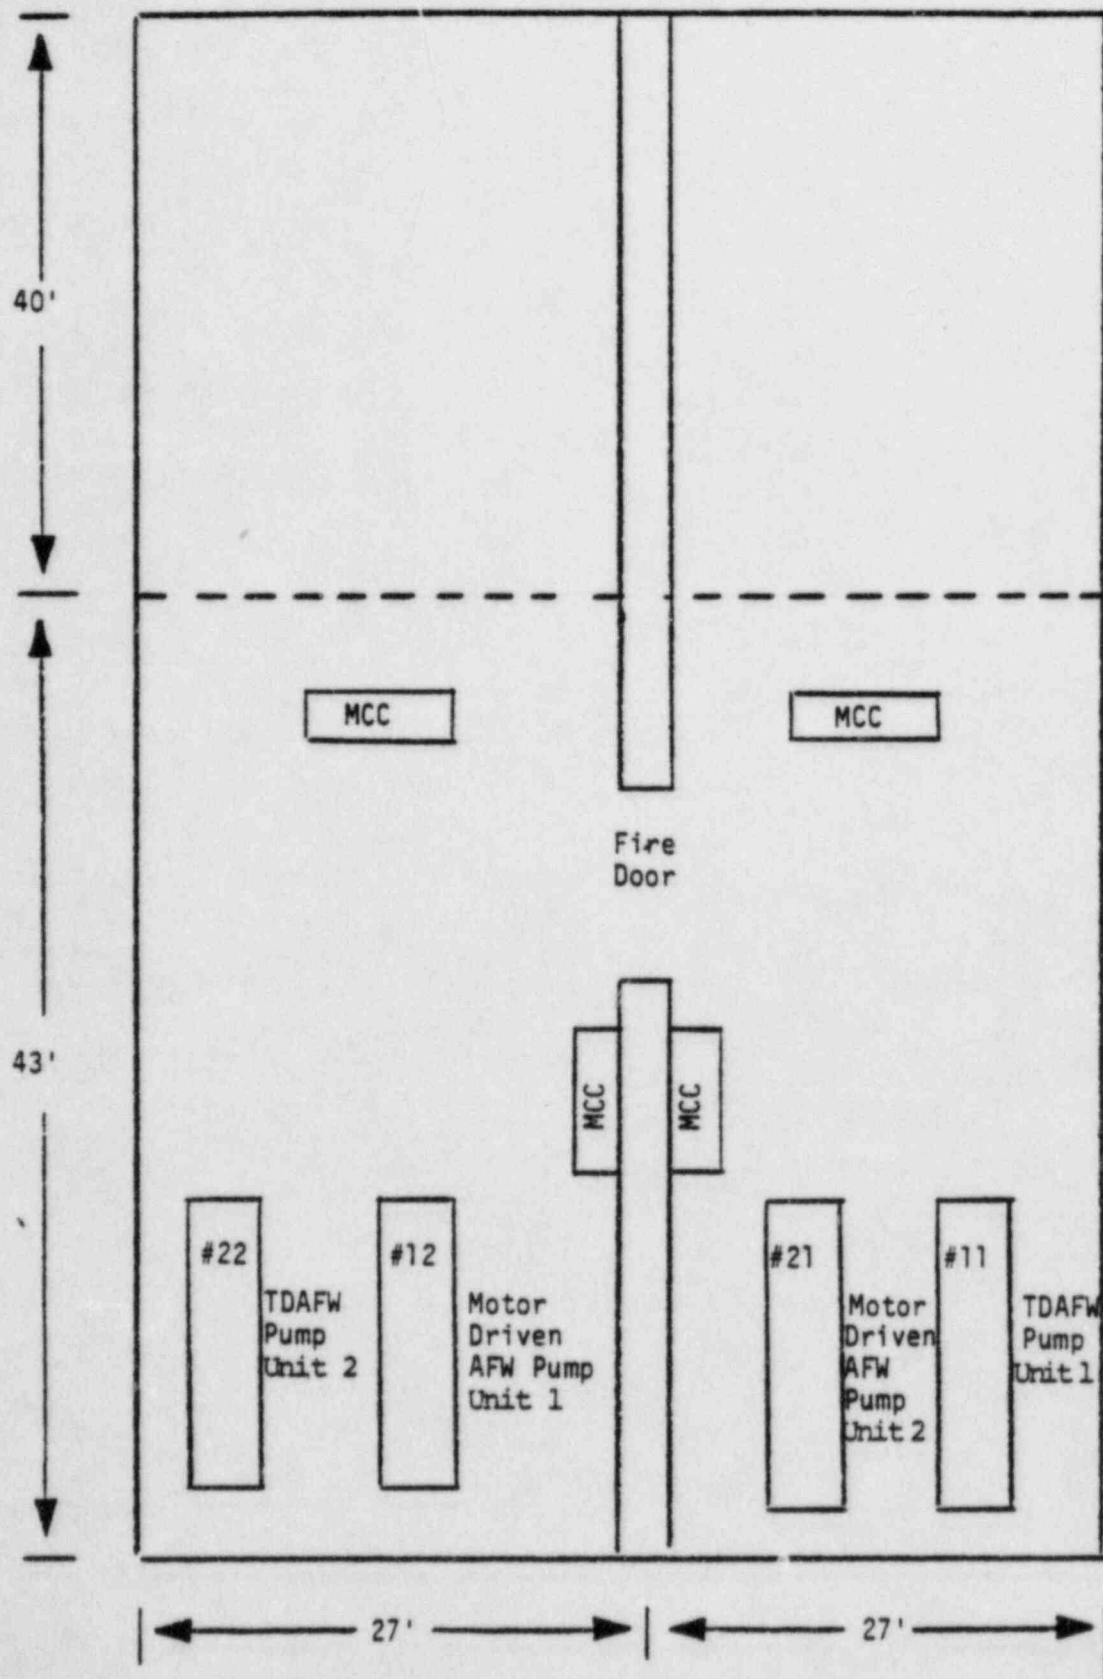 40'
MCC
MCC
Fire
Door
43'
MCC
MCC
#22
TDAFW
Pump
Unit 2
#12
Motor
Driven
AFW Pump
Unit 1
#21
Motor
Driven
AFW
Pump
Unit 2
#11
TDAFW
Pump
Unit 1
27'
27'